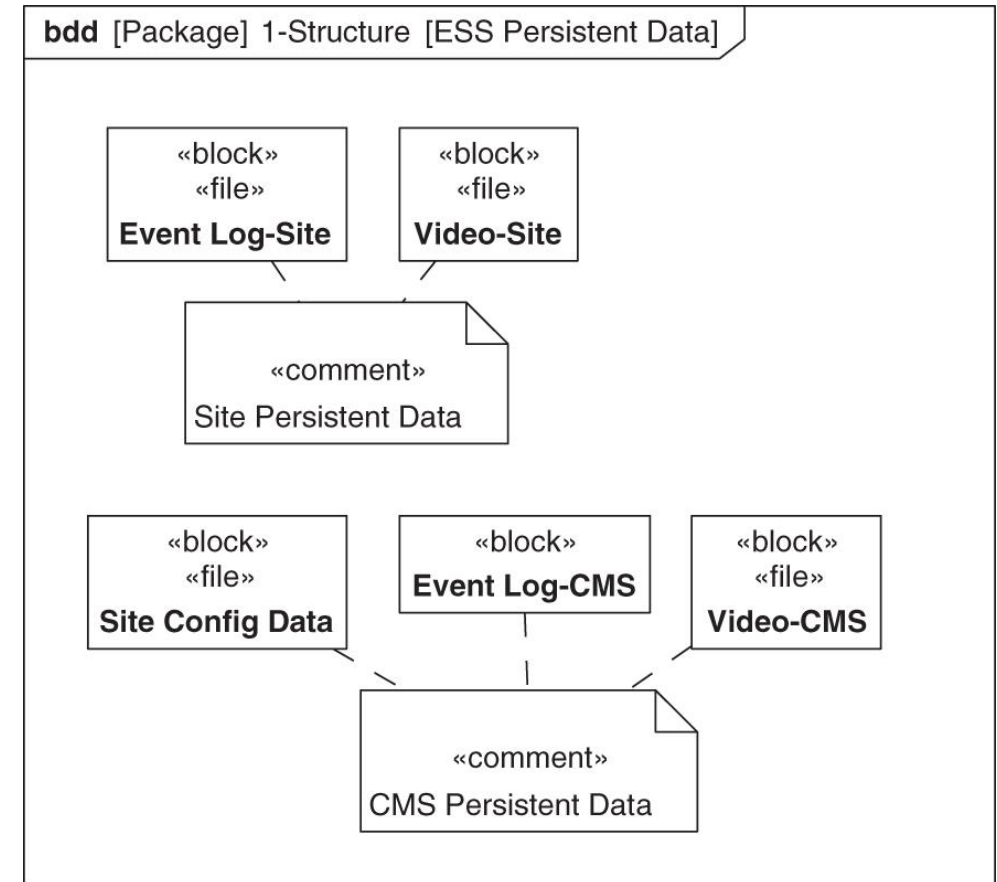 bdd [Package] 1-Structure [ESS Persistent Data]
«block»
«file»
Event Log-Site
«block»
«file»
Video-Site
«comment»
Site Persistent Data
«block»
«file»
Site Config Data
«block»
Event Log-CMS
«block»
«file»
Video-CMS
«comment»
CMS Persistent Data